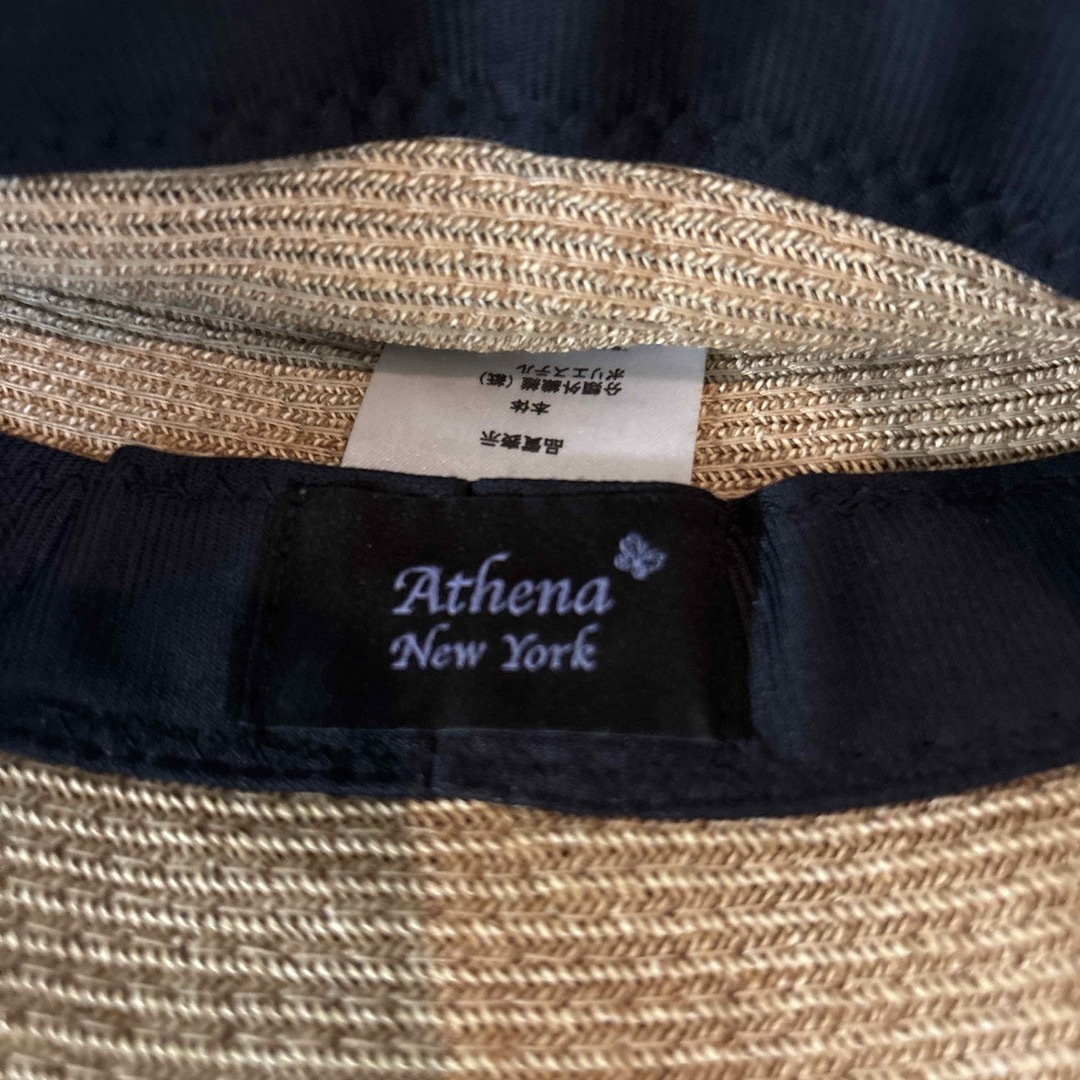 品質表示
本体
分類外繊維(紙)
ポリエステル
Athena
New York